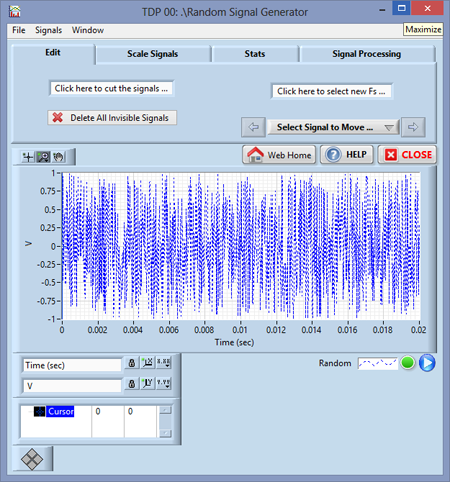 TDP 00: .\Random Signal Generator
File Signals Window
Maximize
Edit Scale Signals Stats Signal Processing
Click here to cut the signals ...
Click here to select new Fs ...
Delete All Invisible Signals
Select Signal to Move ...
Web Home ? HELP CLOSE
1
0.75
0.5
0.25
0
-0.25
-0.5
-0.75
-1
V
0 0.002 0.004 0.006 0.008 0.01 0.012 0.014 0.016 0.018 0.02
Time (sec)
Time (sec)
Random
V
Cursor 0 0